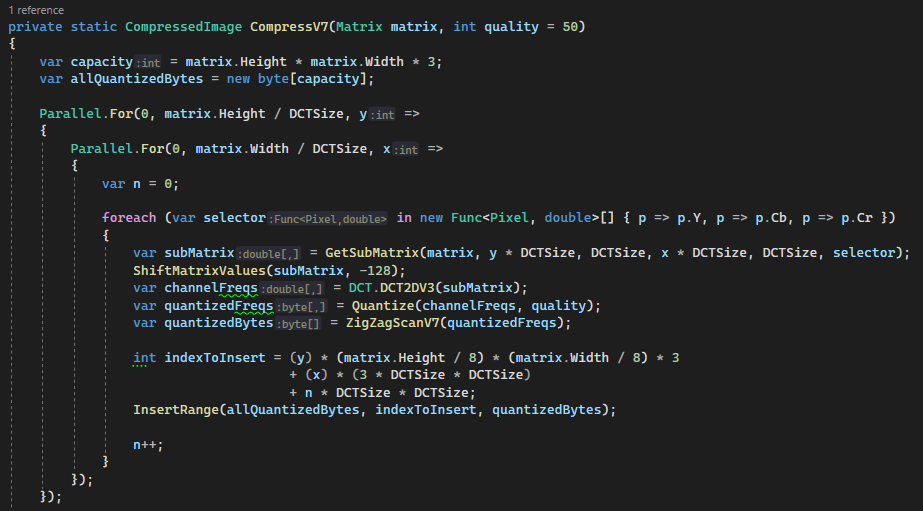 1 reference
private static CompressedImage CompressV7(Matrix matrix, int quality = 50)
{
var capacity:int = matrix.Height * matrix.Width * 3;
var allQuantizedBytes = new byte[capacity];
Parallel.For(0, matrix.Height / DCTSize, y:int =>
{
Parallel.For(0, matrix.Width / DCTSize, x:int =>
{
var n = 0;
foreach (var selector:Func<Pixel,double> in new Func<Pixel, double>[] { p => p.Y, p => p.Cb, p => p.Cr })
{
var subMatrix:double[,] = GetSubMatrix(matrix, y * DCTSize, DCTSize, x * DCTSize, DCTSize, selector);
ShiftMatrixValues(subMatrix, -128);
var channelFreqs:double[,] = DCT.DCT2DV3(subMatrix);
var quantizedFreqs:byte[,] = Quantize(channelFreqs, quality);
var quantizedBytes:byte[] = ZigZagScanV7(quantizedFreqs);
int indexToInsert = (y) * (matrix.Height / 8) * (matrix.Width / 8) * 3
+ (x) * (3 * DCTSize * DCTSize)
+ n * DCTSize * DCTSize;
InsertRange(allQuantizedBytes, indexToInsert, quantizedBytes);
n++;
}
});
});